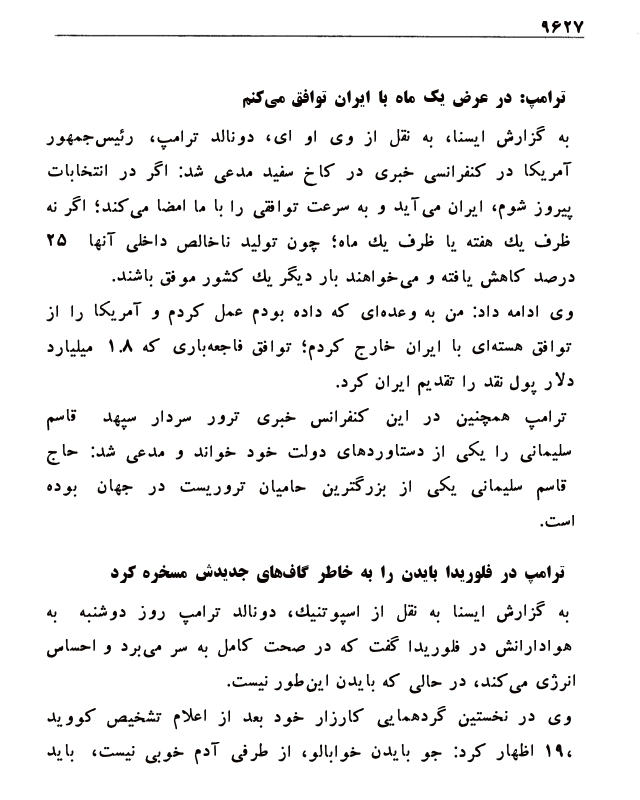 ۹۶۲۷
ترامپ: در عرض یک ماه با ایران توافق می‌کنم
به گزارش ایسنا، به نقل از وی او ای، دونالد ترامپ، رئیس‌جمهور
آمریکا در کنفرانسی خبری در کاخ سفید مدعی شد: اگر در انتخابات
پیروز شوم، ایران می‌آید و به سرعت توافقی را با ما امضا می‌کند؛ اگر نه
ظرف یک هفته یا ظرف یک ماه؛ چون تولید ناخالص داخلی آنها ۲۵
درصد کاهش یافته و می‌خواهند بار دیگر یک کشور موفق باشند.
وی ادامه داد: من به وعده‌ای که داده بودم عمل کردم و آمریکا را از
توافق هسته‌ای با ایران خارج کردم؛ توافق فاجعه‌باری که ۱.۸ میلیارد
دلار پول نقد را تقدیم ایران کرد.
ترامپ همچنین در این کنفرانس خبری ترور سردار سپهد قاسم
سلیمانی را یکی از دستاوردهای دولت خود خواند و مدعی شد: حاج
قاسم سلیمانی یکی از بزرگترین حامیان تروریست در جهان بوده
است.
ترامپ در فلوریدا بایدن را به خاطر گاف‌های جدیدش مسخره کرد
به گزارش ایسنا به نقل از اسپوتنیک، دونالد ترامپ روز دوشنبه به
هوادارانش در فلوریدا گفت که در صحت کامل به سر می‌برد و احساس
انرژی می‌کند، در حالی که بایدن این‌طور نیست.
وی در نخستین گردهمایی کارزار خود بعد از اعلام تشخیص کووید
۱۹، اظهار کرد: جو بایدن خوابالو، از طرفی آدم خوبی نیست، باید